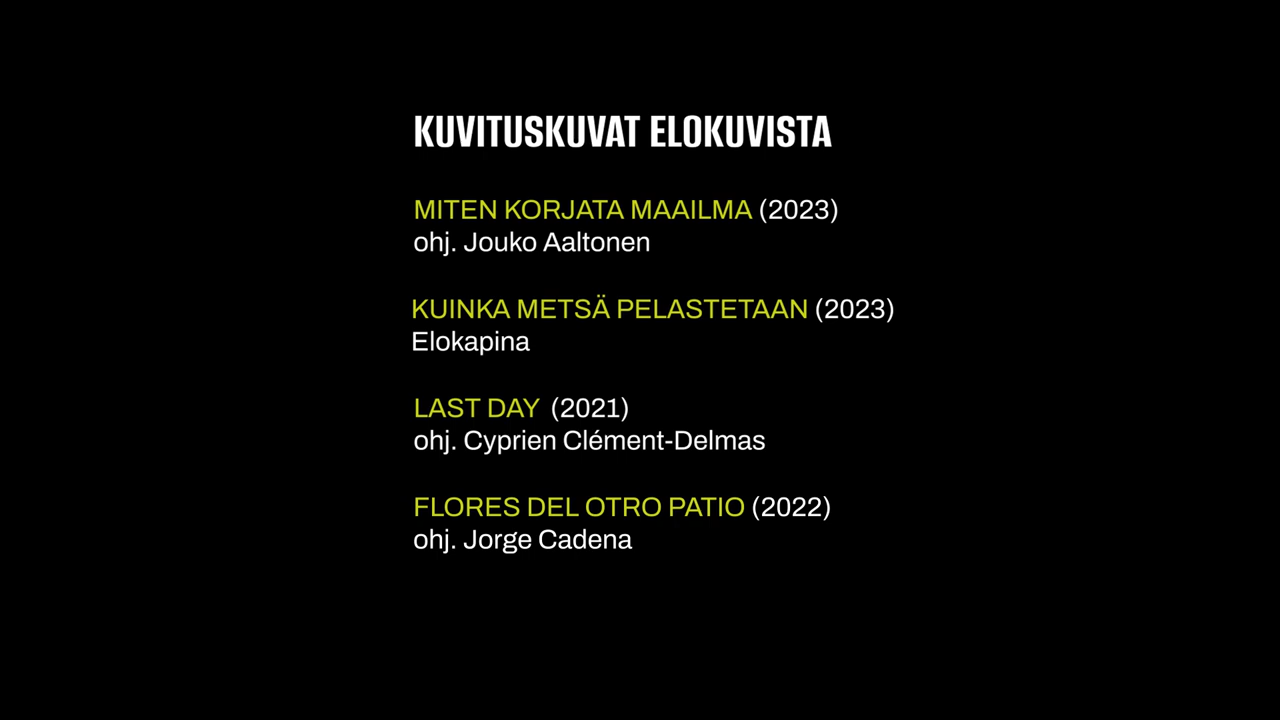 KUVITUSKUVAT ELOKUVISTA
MITEN KORJATA MAAILMA (2023)
ohj. Jouko Aaltonen
KUINKA METSÄ PELASTETAAN (2023)
Elokapina
LAST DAY (2021)
ohj. Cyprien Clément-Delmas
FLORES DEL OTRO PATIO (2022)
ohj. Jorge Cadena